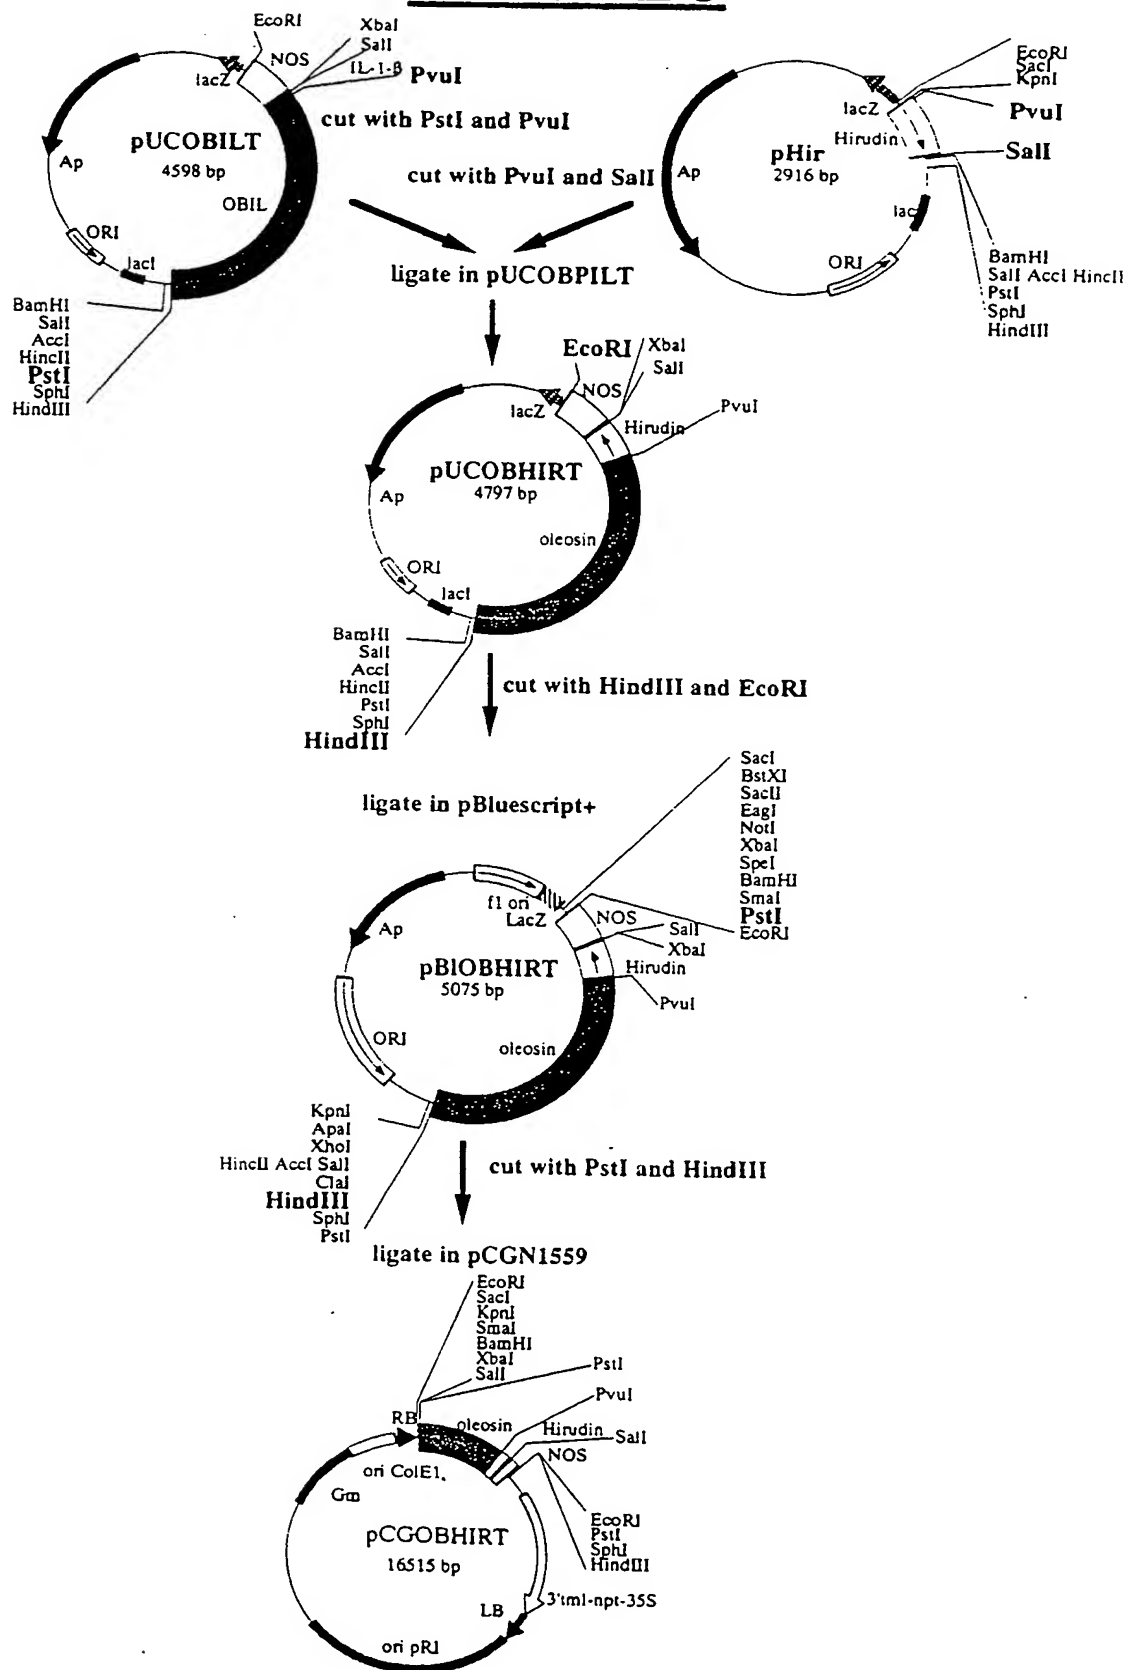 EcoRI
XbaI
SalI
IL-1-β
PvuI
NOS
lacZ
cut with PstI and PvuI
pUCOBILT
4598 bp
Ap
OBIL
ORI
lacI
BamHI
SalI
AccI
HincII
PstI
SphI
HindIII
EcoRI
SacI
KpnI
PvuI
lacZ
Hirudin
SalI
pHir
2916 bp
cut with PvuI and SalI
Ap
lac
ORI
BamHI
SalI AccI HincII
PstI
SphI
HindIII
ligate in pUCOBPILT
EcoRI
XbaI
SalI
NOS
lacZ
Hirudin
PvuI
pUCOBHIRT
4797 bp
Ap
oleosin
ORI
lacI
BamHI
SalI
AccI
HincII
PstI
SphI
HindIII
cut with HindIII and EcoRI
ligate in pBluescript+
SacI
BstXI
SacII
EagI
NotI
XbaI
SpeI
BamHI
SmaI
PstI
EcoRI
f1 ori
LacZ
NOS
SalI
XbaI
Ap
pBIOBHIRT
5075 bp
Hirudin
PvuI
ORI
oleosin
KpnI
ApaI
XhoI
HincII AccI SalI
ClaI
HindIII
SphI
PstI
cut with PstI and HindIII
ligate in pCGN1559
EcoRI
SacI
KpnI
SmaI
BamHI
XbaI
SalI
PstI
PvuI
RB
oleosin
Hirudin
SalI
NOS
ori ColE1
Gm
pCGOBHIRT
16515 bp
EcoRI
PstI
SphI
HindIII
3'tml-npt-35S
LB
ori pRI